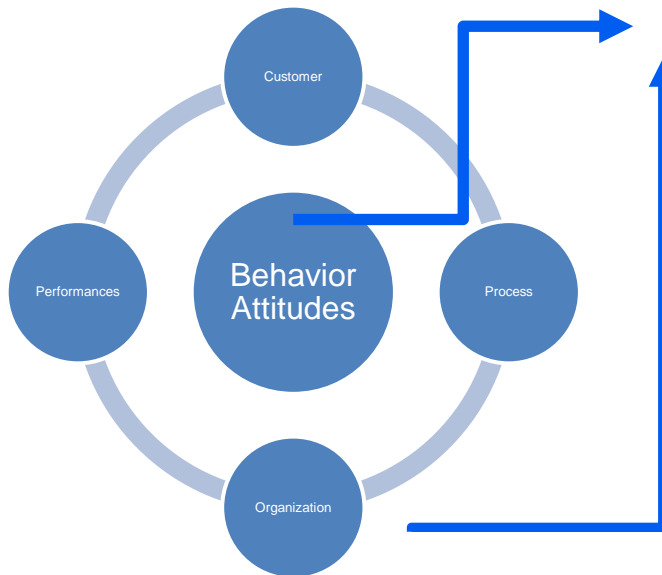 Customer
Performances
Behavior
Attitudes
Process
Organization